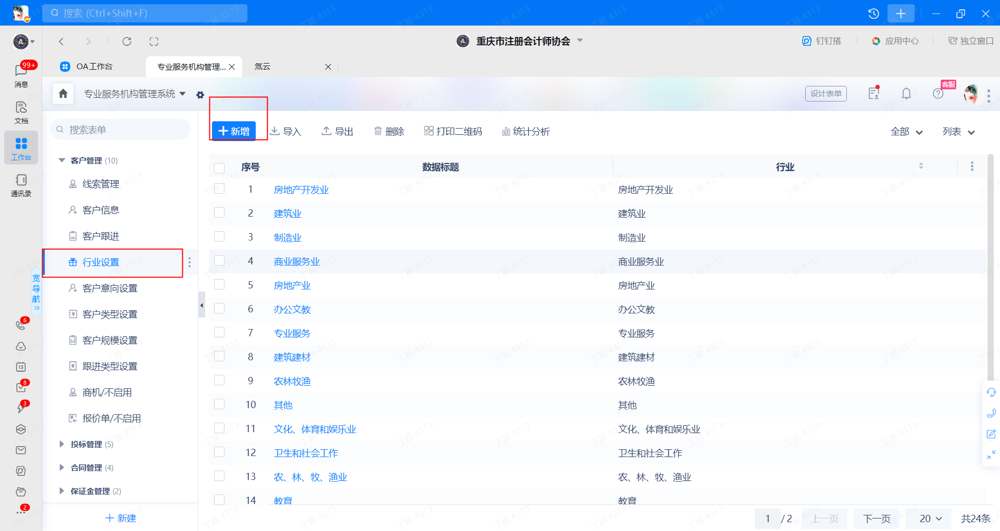 搜索 (Ctrl+Shift+F)
重庆市注册会计师协会
钉钉搭
应用中心
独立窗口
OA工作台
专业服务机构管理...
氚云
99+
消息
文档
工作台
通讯录
宽导航
6
13
8
3
2
专业服务机构管理系统
设计表单
客服
搜索表单
客户管理 (10)
线索管理
客户信息
客户跟进
行业设置
客户意向设置
客户类型设置
客户规模设置
跟进类型设置
商机/不启用
报价单/不启用
投标管理 (5)
合同管理 (4)
保证金管理 (2)
新建
新增
导入
导出
删除
打印二维码
统计分析
全部
列表
序号 数据标题 行业
1 房地产开发业 房地产开发业
2 建筑业 建筑业
3 制造业 制造业
4 商业服务业 商业服务业
5 房地产业 房地产业
6 办公文教 办公文教
7 专业服务 专业服务
8 建筑建材 建筑建材
9 农林牧渔 农林牧渔
10 其他 其他
11 文化、体育和娱乐业 文化、体育和娱乐业
12 卫生和社会工作 卫生和社会工作
13 农、林、牧、渔业 农、林、牧、渔业
14 教育 教育
1 / 2 上一页 下一页 20 共24条
丁颖 4313